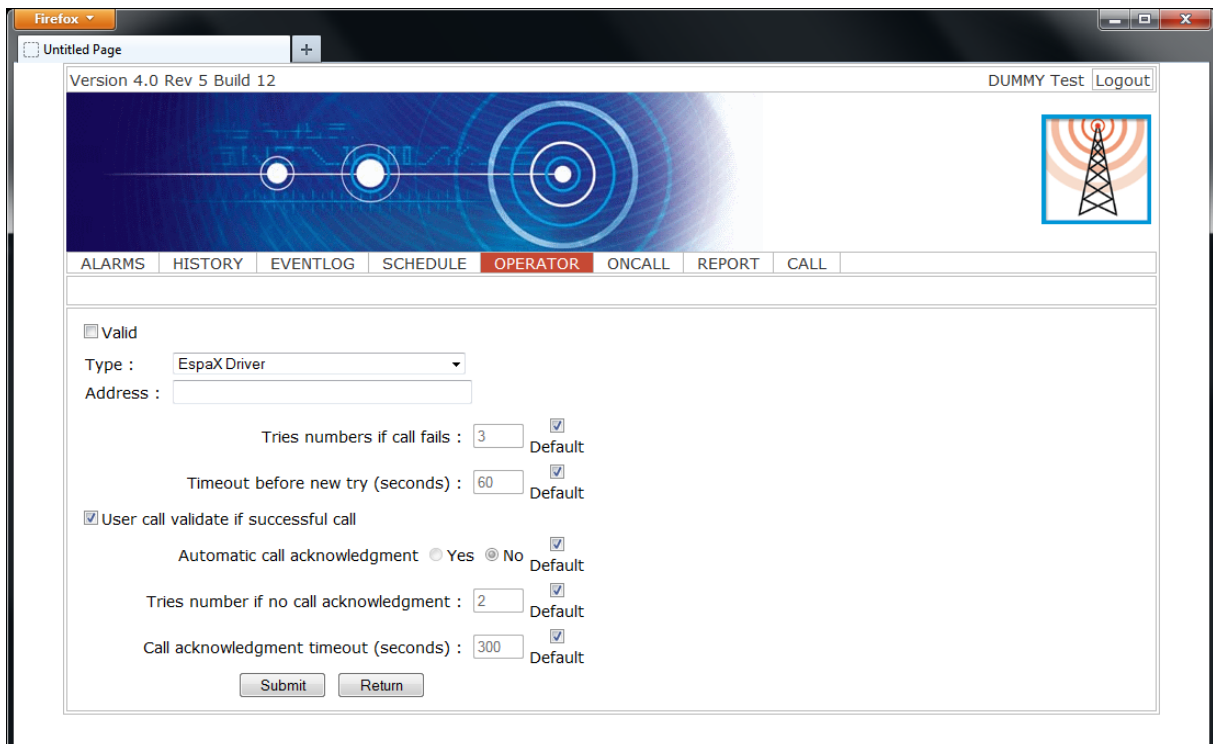 Firefox
Untitled Page
Version 4.0 Rev 5 Build 12 DUMMY Test Logout
ALARMS HISTORY EVENTLOG SCHEDULE OPERATOR ONCALL REPORT CALL
Valid
Type : EspaX Driver
Address :
Tries numbers if call fails : 3 Default
Timeout before new try (seconds) : 60 Default
User call validate if successful call
Automatic call acknowledgment Yes No Default
Tries number if no call acknowledgment : 2 Default
Call acknowledgment timeout (seconds) : 300 Default
Submit Return